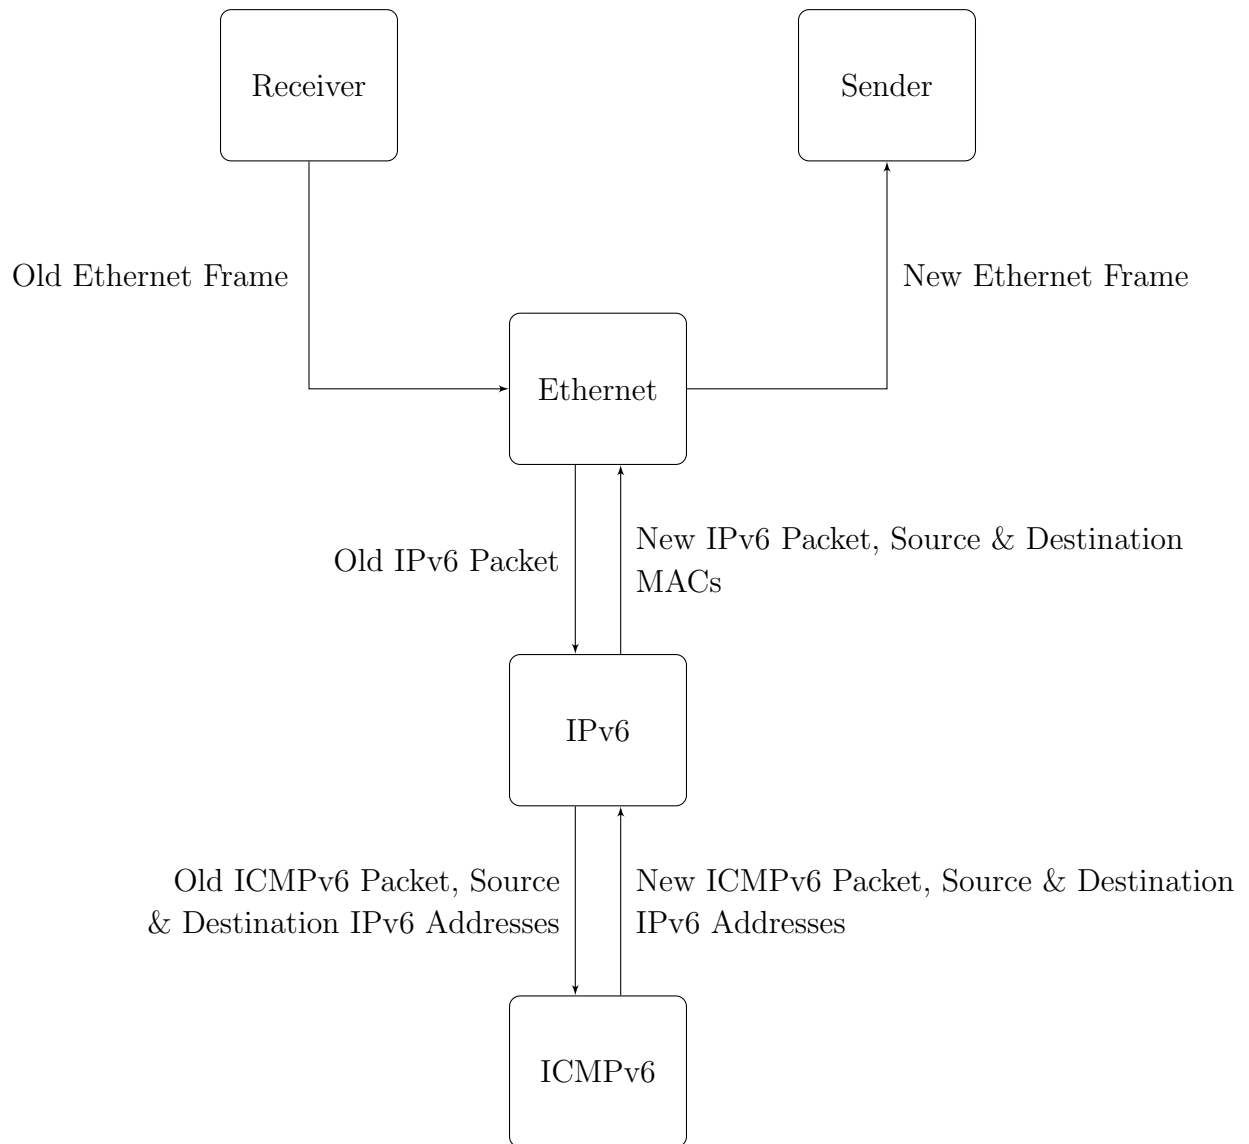 Receiver
Sender
Old Ethernet Frame
New Ethernet Frame
Ethernet
Old IPv6 Packet
New IPv6 Packet, Source & Destination
MACs
IPv6
Old ICMPv6 Packet, Source
& Destination IPv6 Addresses
New ICMPv6 Packet, Source & Destination
IPv6 Addresses
ICMPv6